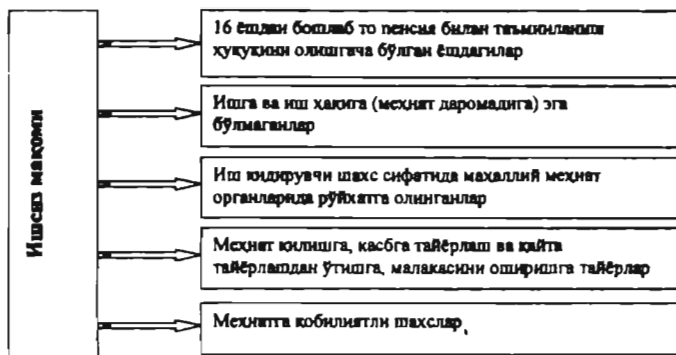 Ишсиз мақоми
16 ёшдан бошлаб то пенсия билан таъминланиш
ҳуқуқини олишгача бўлган ёшдагилар
Ишга ва иш ҳақига (меҳнат даромадига) эга
бўлмаганлар
Иш қидирувчи шахс сифатида маҳаллий меҳнат
органларида рўйхатга олинганлар
Меҳнат қилишга, касбга тайёрлаш ва қайта
тайёрлашдан ўтишга, малакасини оширишга тайёрлар
Меҳнатга қобилиятли шахслар